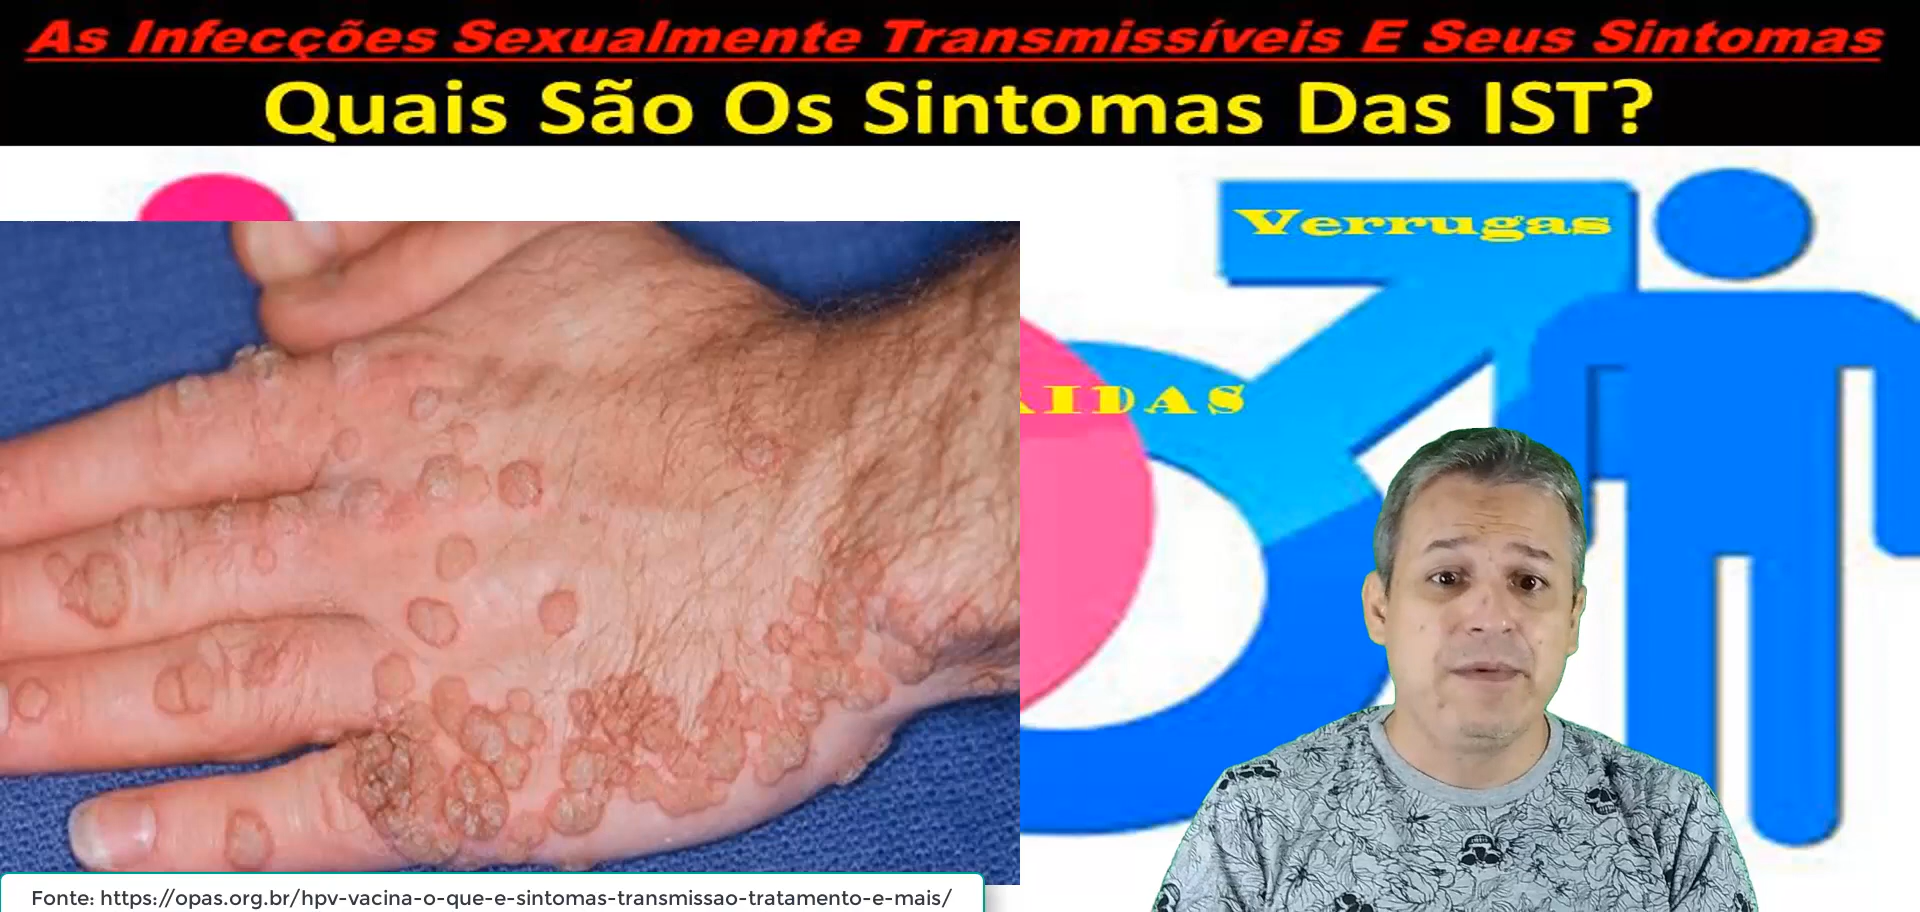 As Infecções Sexualmente Transmissíveis E Seus Sintomas
Quais São Os Sintomas Das IST?
Verrugas
Fonte: https://opas.org.br/hpv-vacina-o-que-e-sintomas-transmissao-tratamento-e-mais/